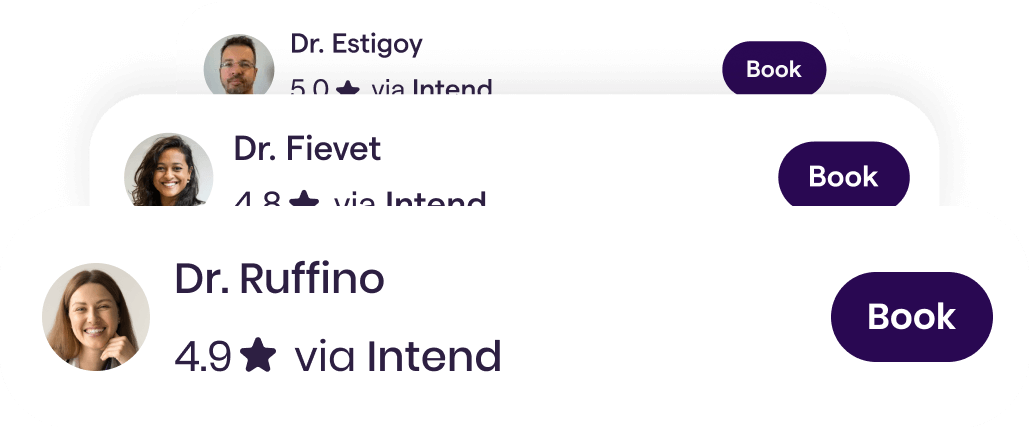 Dr. Estigoy
5.0 ★ via Intend
Book
Dr. Fievet
4.8 ★ via Intend
Book
Dr. Ruffino
4.9 ★ via Intend
Book